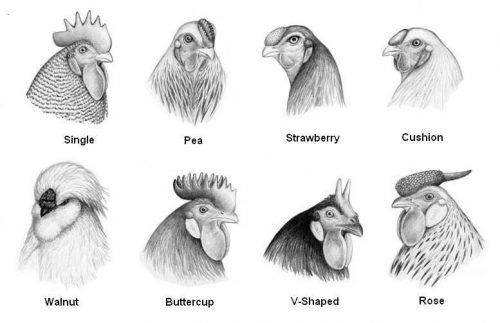 Single
Pea
Strawberry
Cushion
Walnut
Buttercup
V-Shaped
Rose